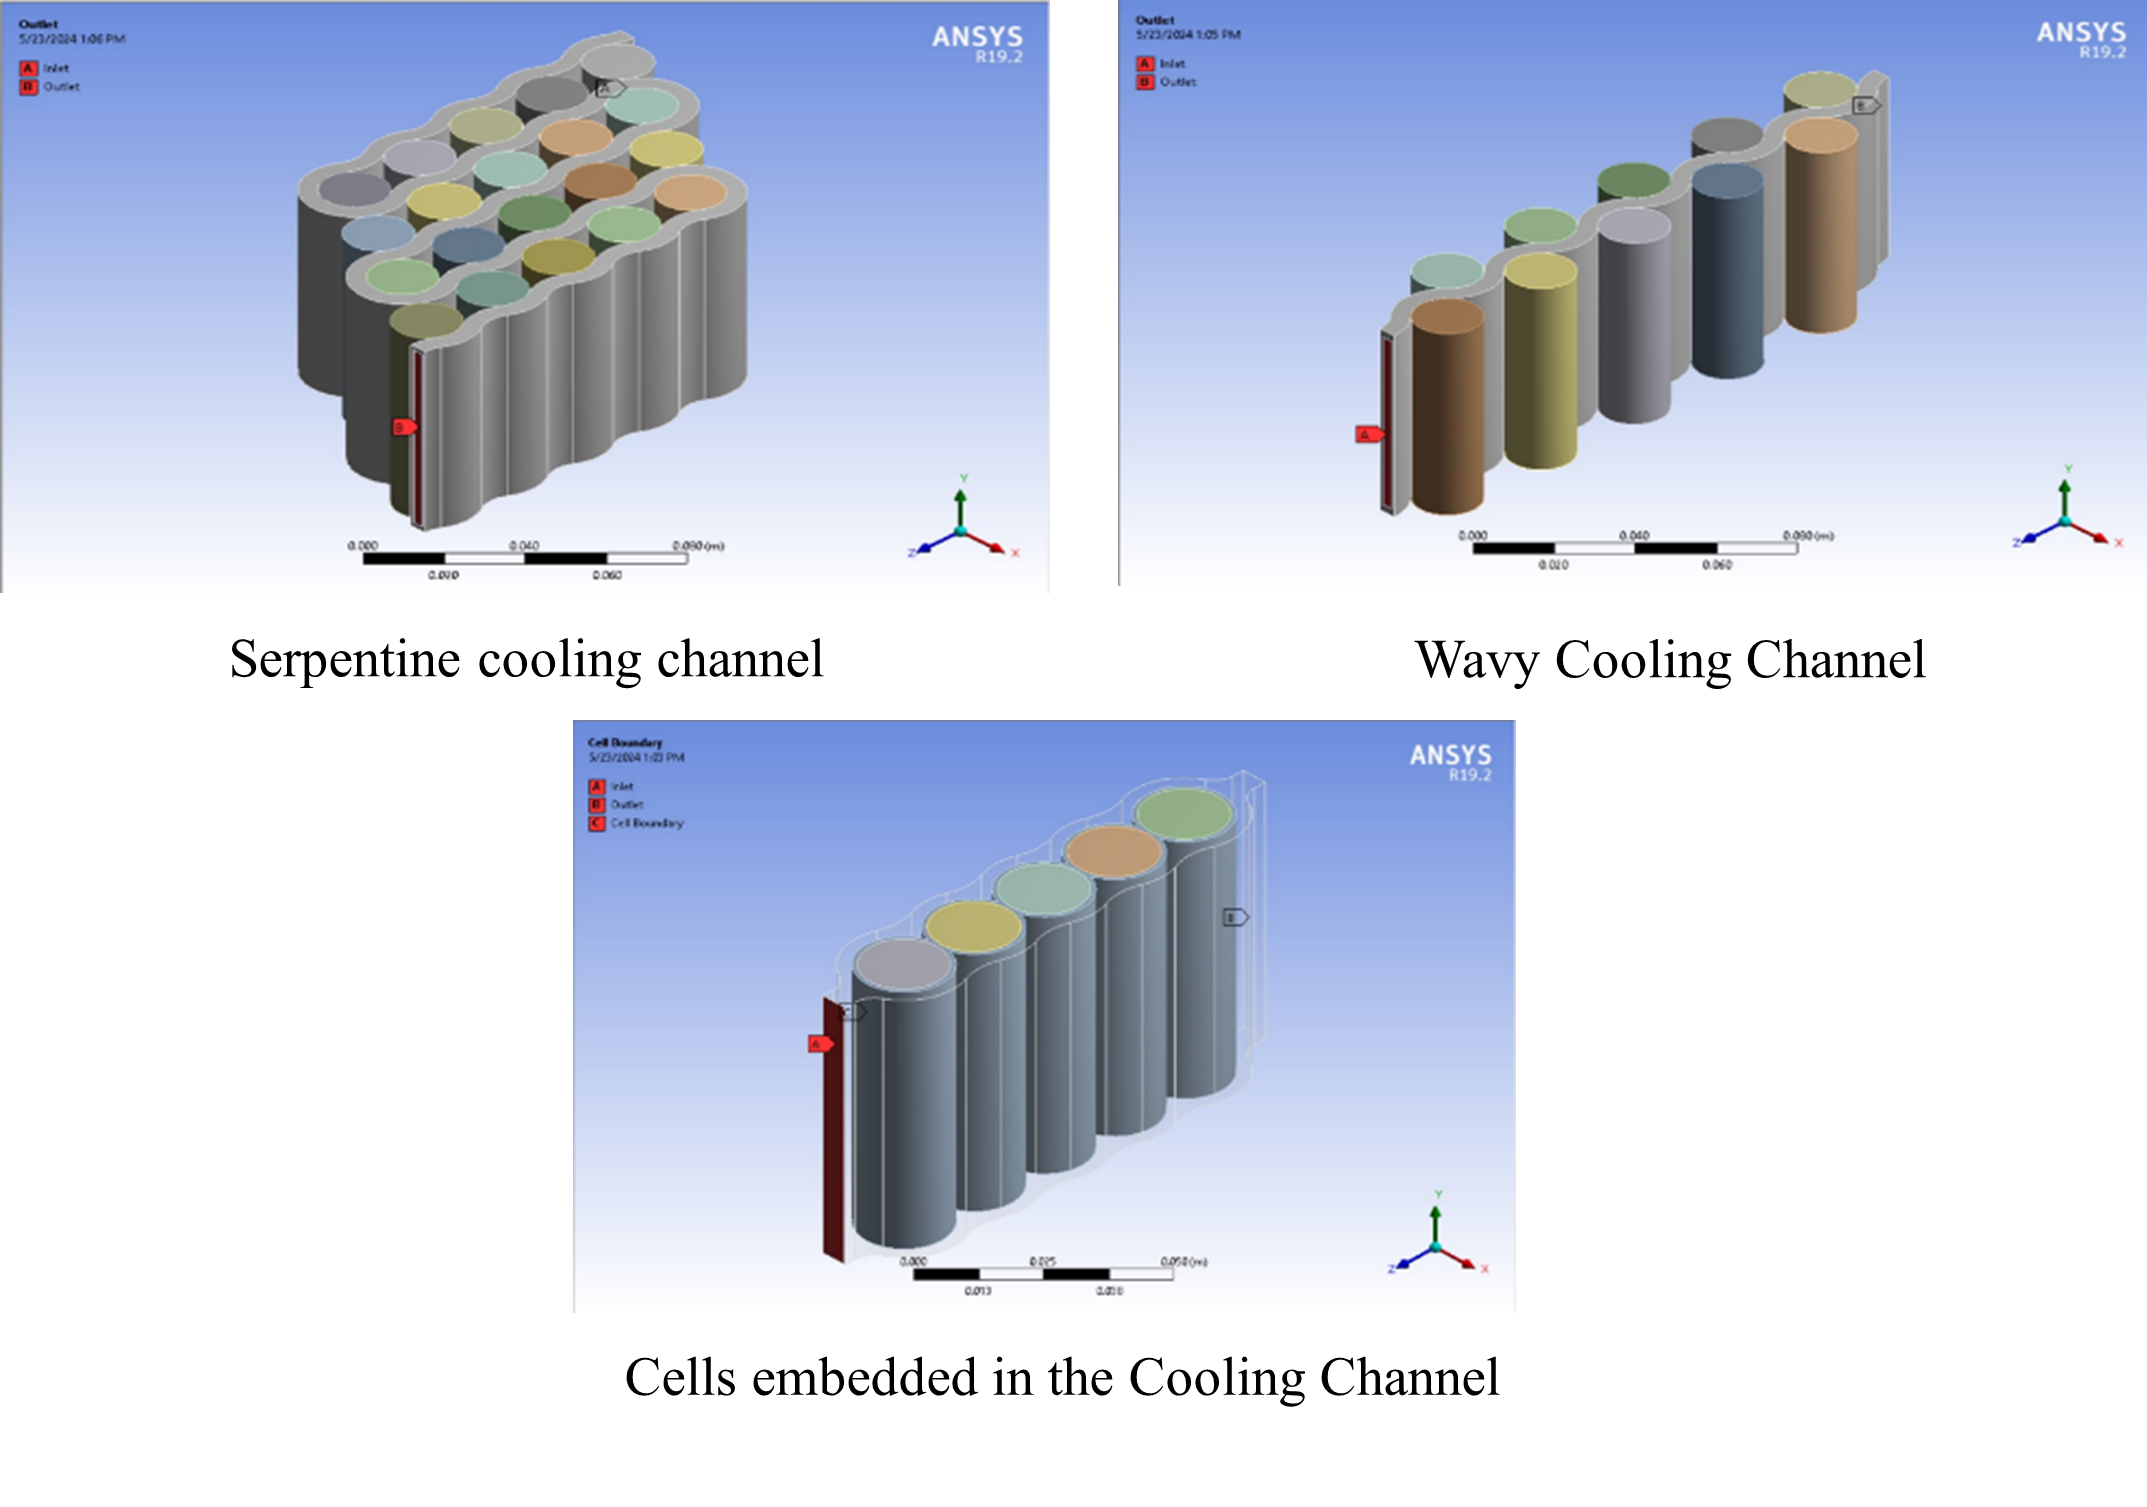 Outlet
5/23/2024 1:06 PM
A Inlet
B Outlet
ANSYS
R19.2
A
B
Y
Z
X
0.000 0.040 0.080 (m)
0.020 0.060
Serpentine cooling channel
Outlet
5/23/2024 1:05 PM
A Inlet
B Outlet
ANSYS
R19.2
B
A
Y
Z
X
0.000 0.040 0.080 (m)
0.020 0.060
Wavy Cooling Channel
Cell Boundary
5/23/2024 1:03 PM
A Inlet
B Outlet
C Cell Boundary
ANSYS
R19.2
B
C
A
Y
Z
X
0.000 0.025 0.050 (m)
0.013 0.038
Cells embedded in the Cooling Channel